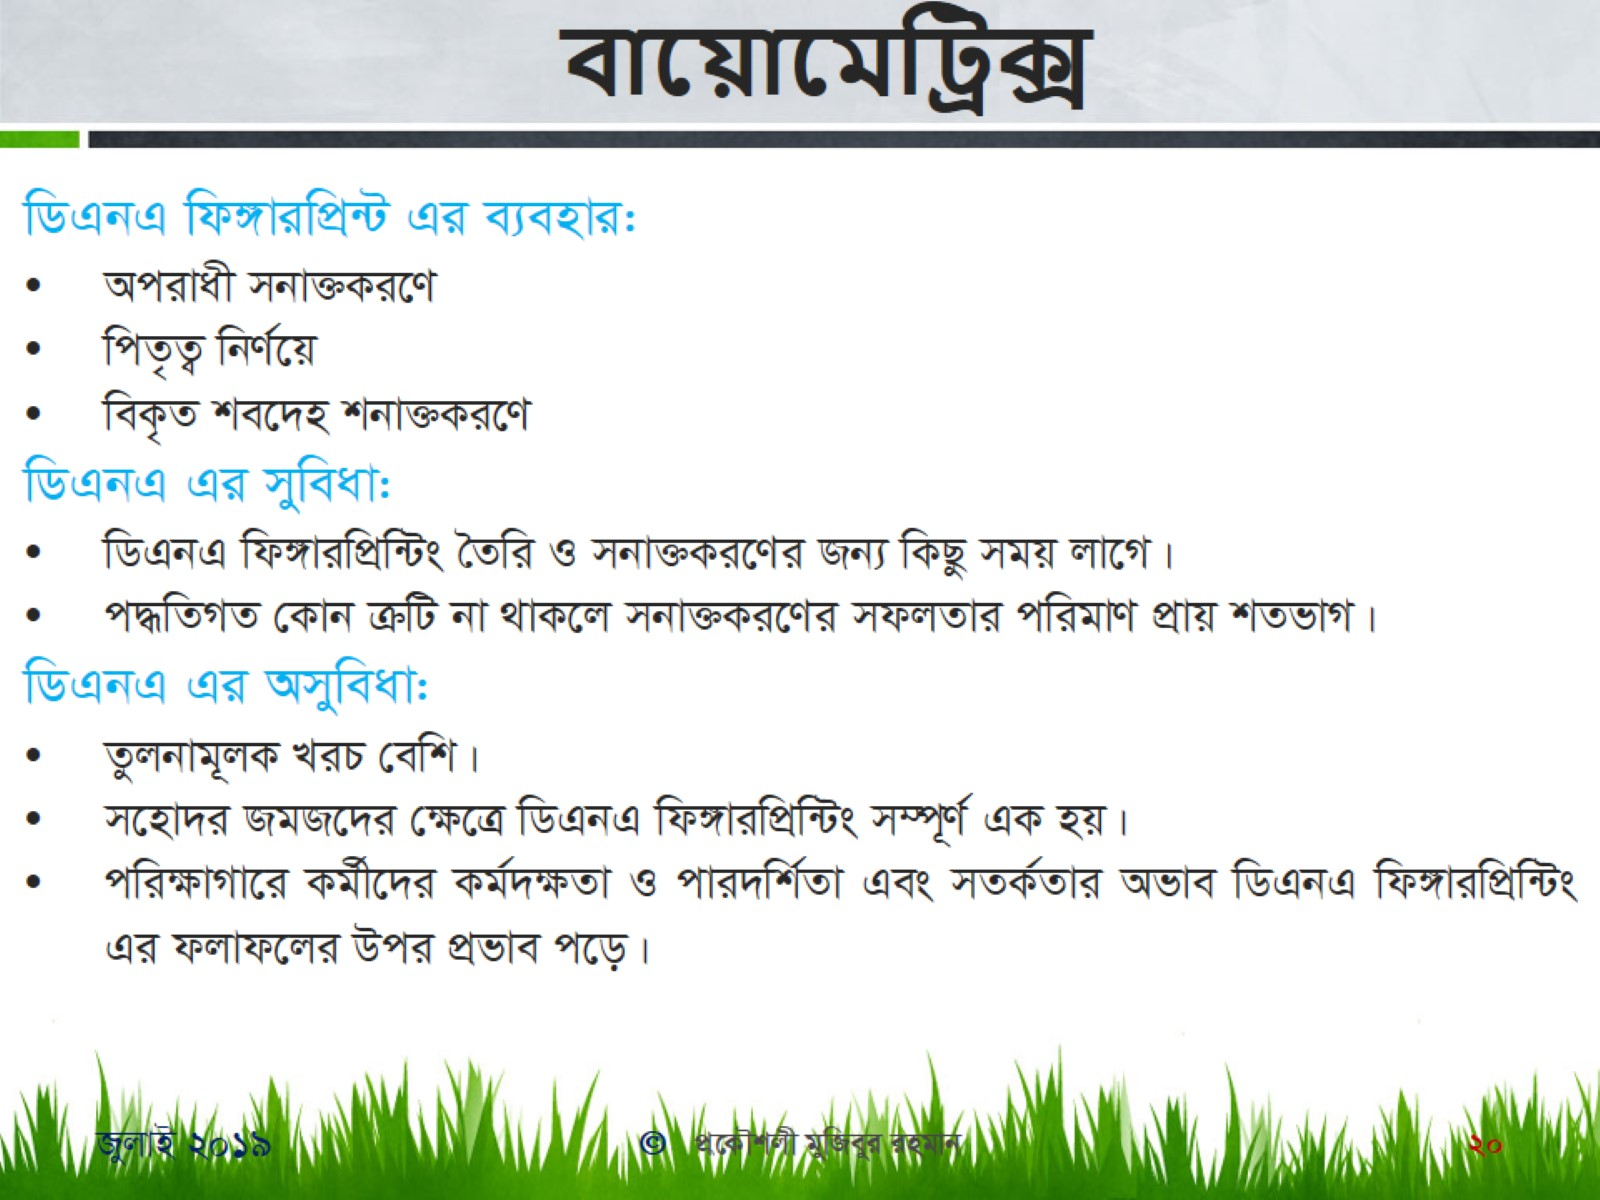 বায়োমেট্রিক্স
ডিএনএ ফিঙ্গারপ্রিন্ট এর ব্যবহার:
• অপরাধী সনাক্তকরণে
• পিতৃত্ব নির্ণয়ে
• বিকৃত শবদেহ শনাক্তকরণে
ডিএনএ এর সুবিধা:
• ডিএনএ ফিঙ্গারপ্রিন্টিং তৈরি ও সনাক্তকরণের জন্য কিছু সময় লাগে।
• পদ্ধতিগত কোন ত্রুটি না থাকলে সনাক্তকরণের সফলতার পরিমাণ প্রায় শতভাগ।
ডিএনএ এর অসুবিধা:
• তুলনামূলক খরচ বেশি।
• সহোদর জমজদের ক্ষেত্রে ডিএনএ ফিঙ্গারপ্রিন্টিং সম্পূর্ণ এক হয়।
• পরিক্ষাগারে কর্মীদের কর্মদক্ষতা ও পারদর্শিতা এবং সতর্কতার অভাব ডিএনএ ফিঙ্গারপ্রিন্টিং
এর ফলাফলের উপর প্রভাব পড়ে।
জুলাই ২০১৯ © প্রকৌশলী মুজিবুর রহমান ২০